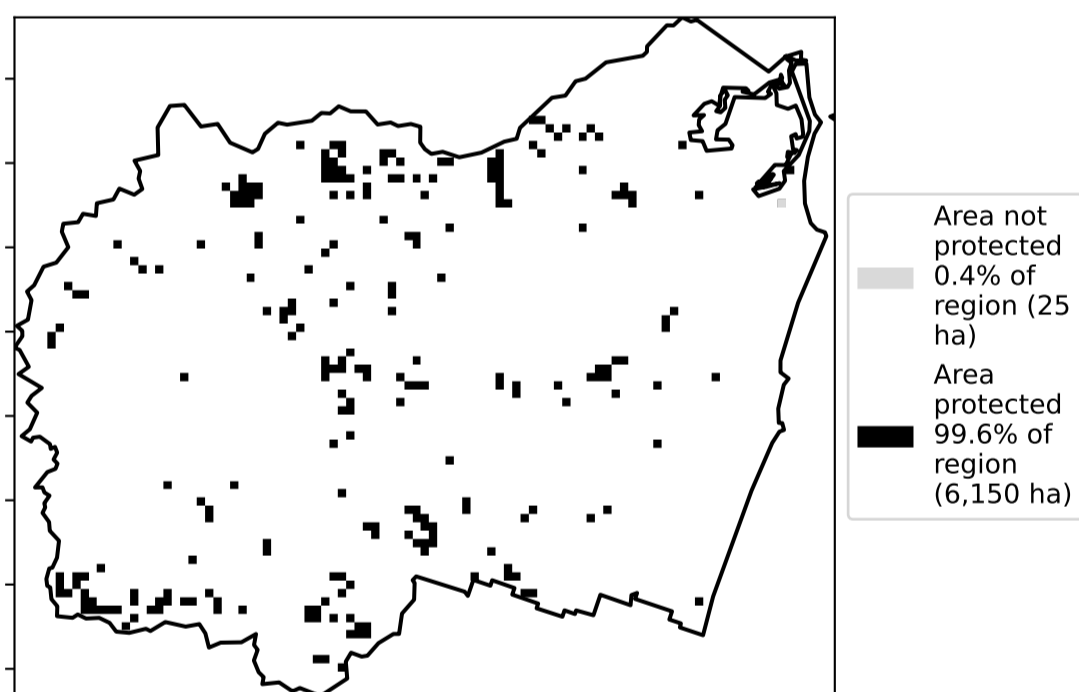 Area not
protected
0.4% of
region (25
ha)
Area
protected
99.6% of
region
(6,150 ha)